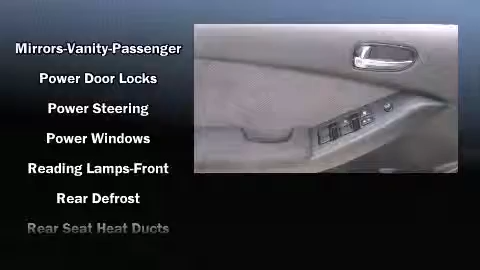 Mirrors-Vanity-Passenger
Power Door Locks
Power Steering
Power Windows
Reading Lamps-Front
Rear Defrost
Rear Seat Heat Ducts